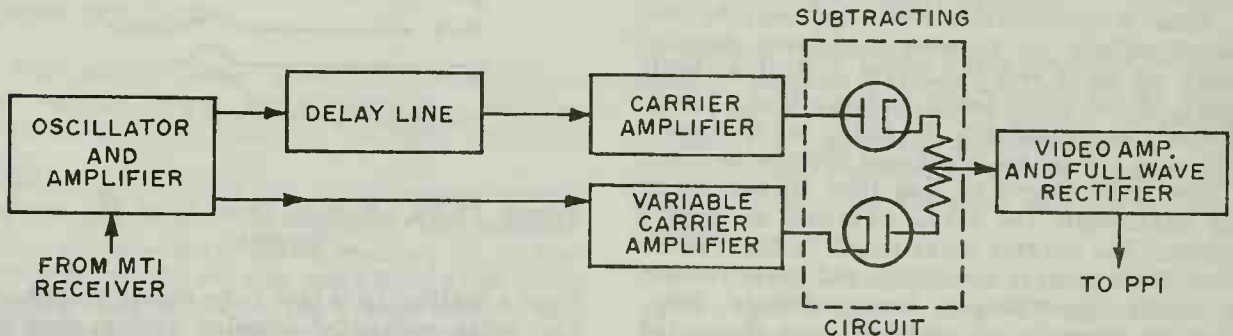 SUBTRACTING
OSCILLATOR
AND
AMPLIFIER
DELAY LINE
CARRIER
AMPLIFIER
VIDEO AMP.
AND FULL WAVE
RECTIFIER
VARIABLE
CARRIER
AMPLIFIER
FROM MTI
RECEIVER
TO PPI
CIRCUIT